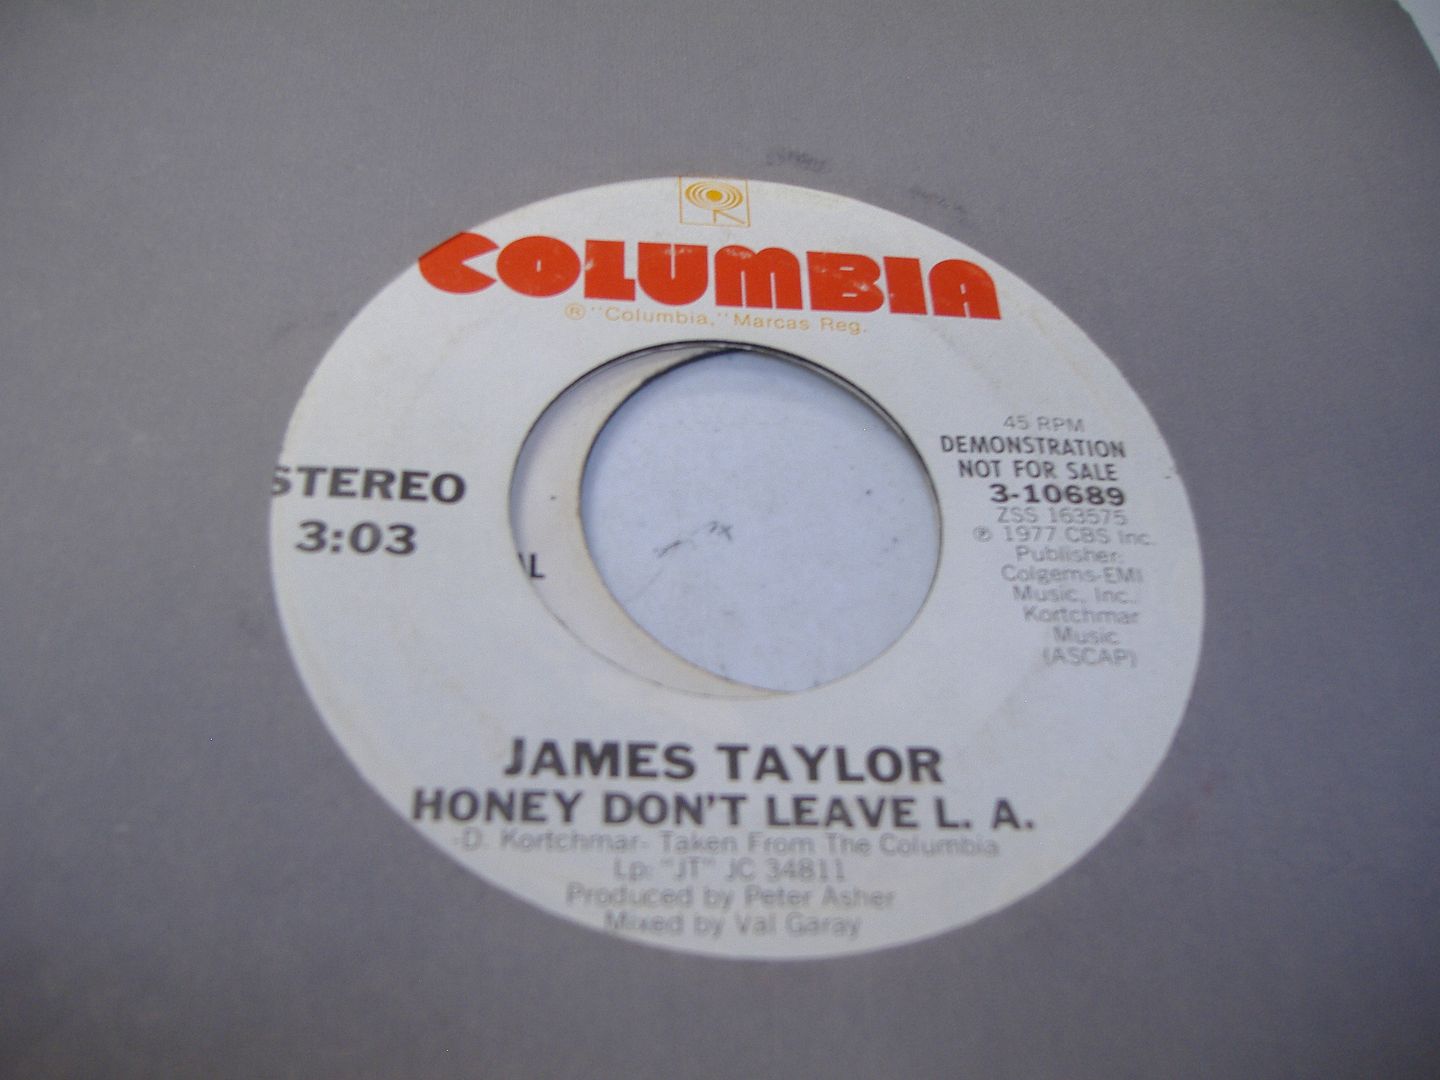 COLUMBIA
® "Columbia," Marcas Reg.
45 RPM
DEMONSTRATION
NOT FOR SALE
3-10689
ZSS 163575
℗ 1977 CBS Inc.
Publisher:
Colgems-EMI
Music, Inc./
Kortchmar
Music
(ASCAP)
STEREO
3:03
JAMES TAYLOR
HONEY DON'T LEAVE L. A.
-D. Kortchmar- Taken From The Columbia
Lp: "JT" JC 34811
Produced by Peter Asher
Mixed by Val Garay